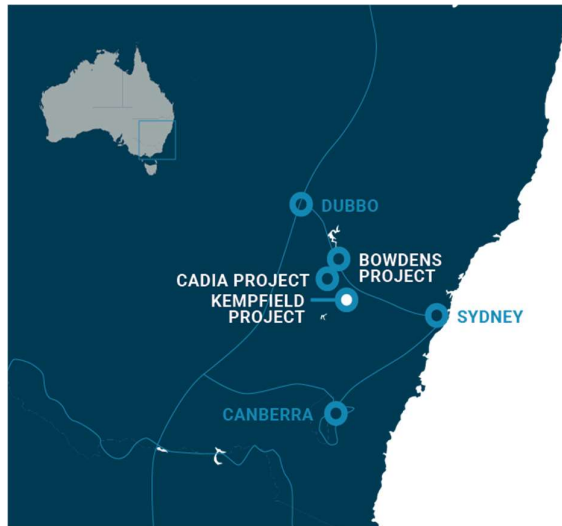 DUBBO
BOWDENS
PROJECT
CADIA PROJECT
KEMPFIELD
PROJECT
SYDNEY
CANBERRA